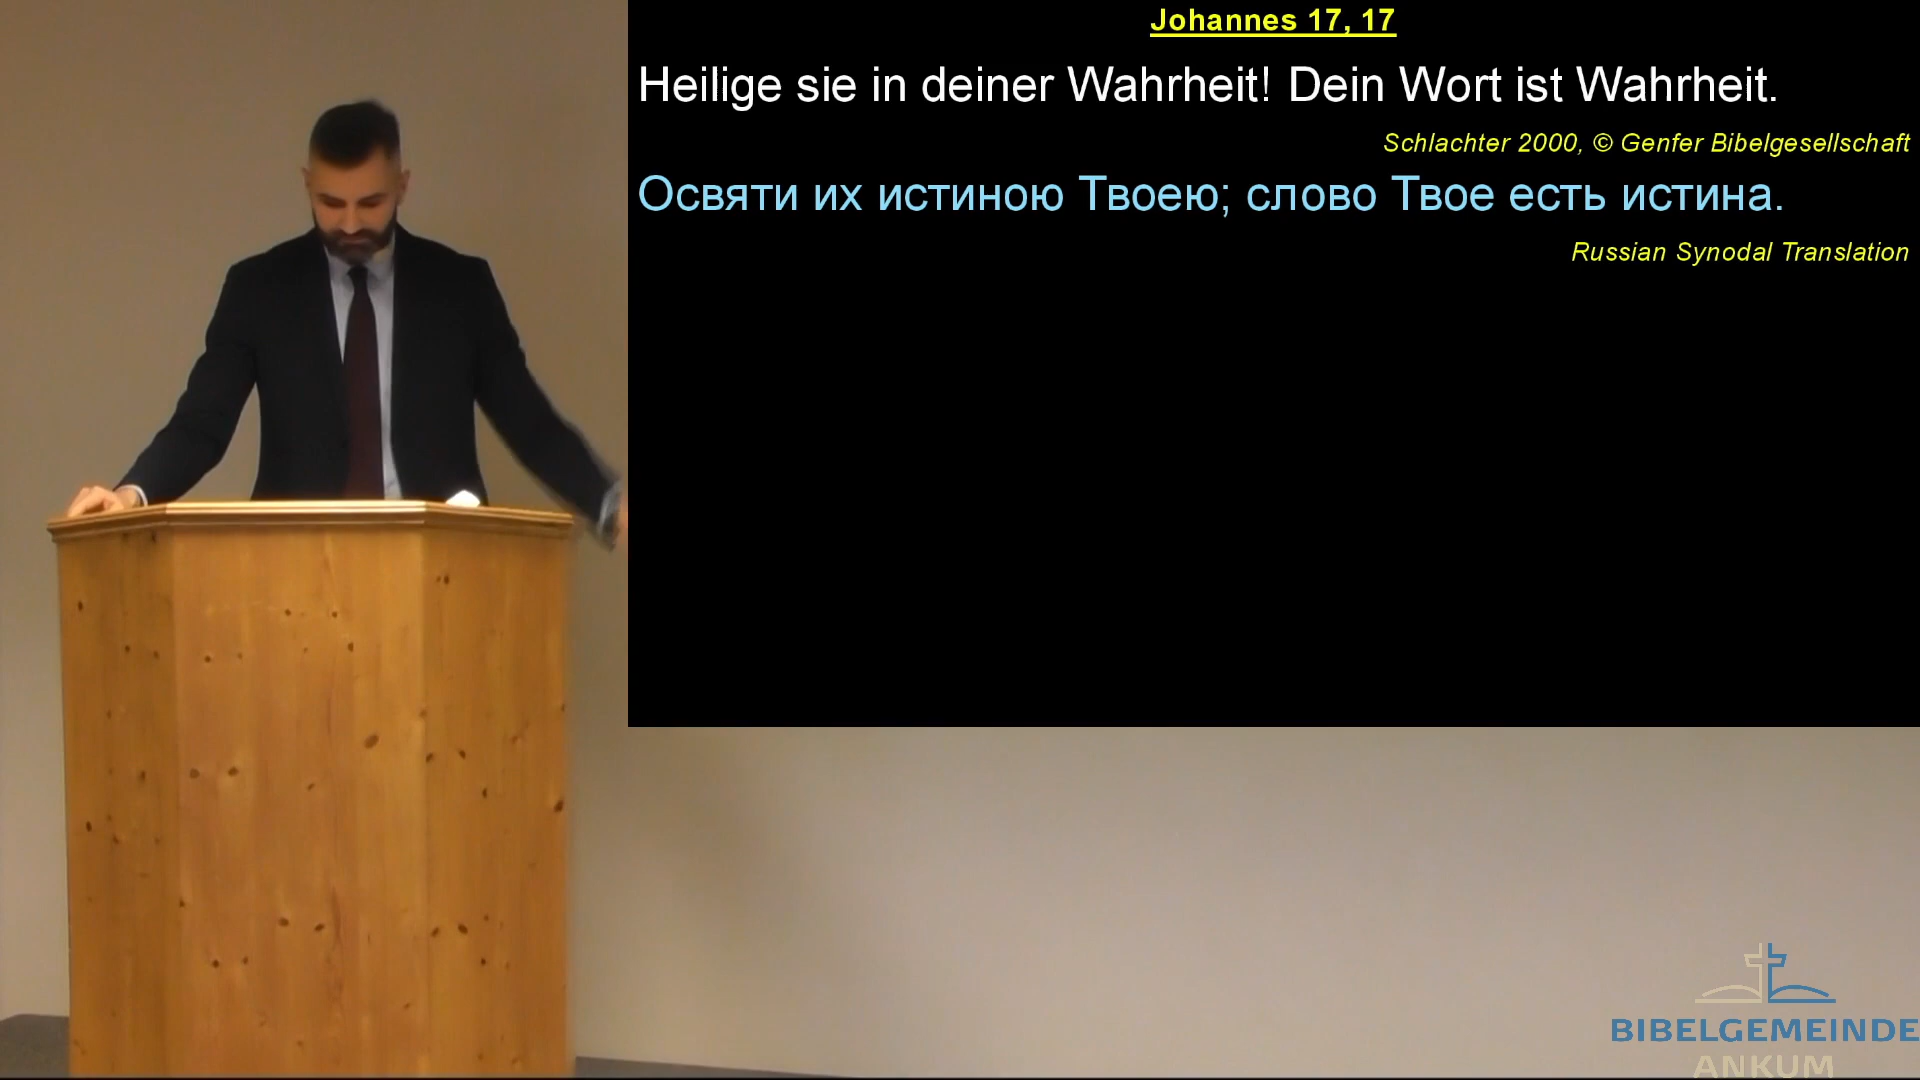 Johannes 17, 17
Heilige sie in deiner Wahrheit! Dein Wort ist Wahrheit.
Schlachter 2000, © Genfer Bibelgesellschaft
Освяти их истиною Твоею; слово Твое есть истина.
Russian Synodal Translation
BIBELGEMEINDE
ANKUM